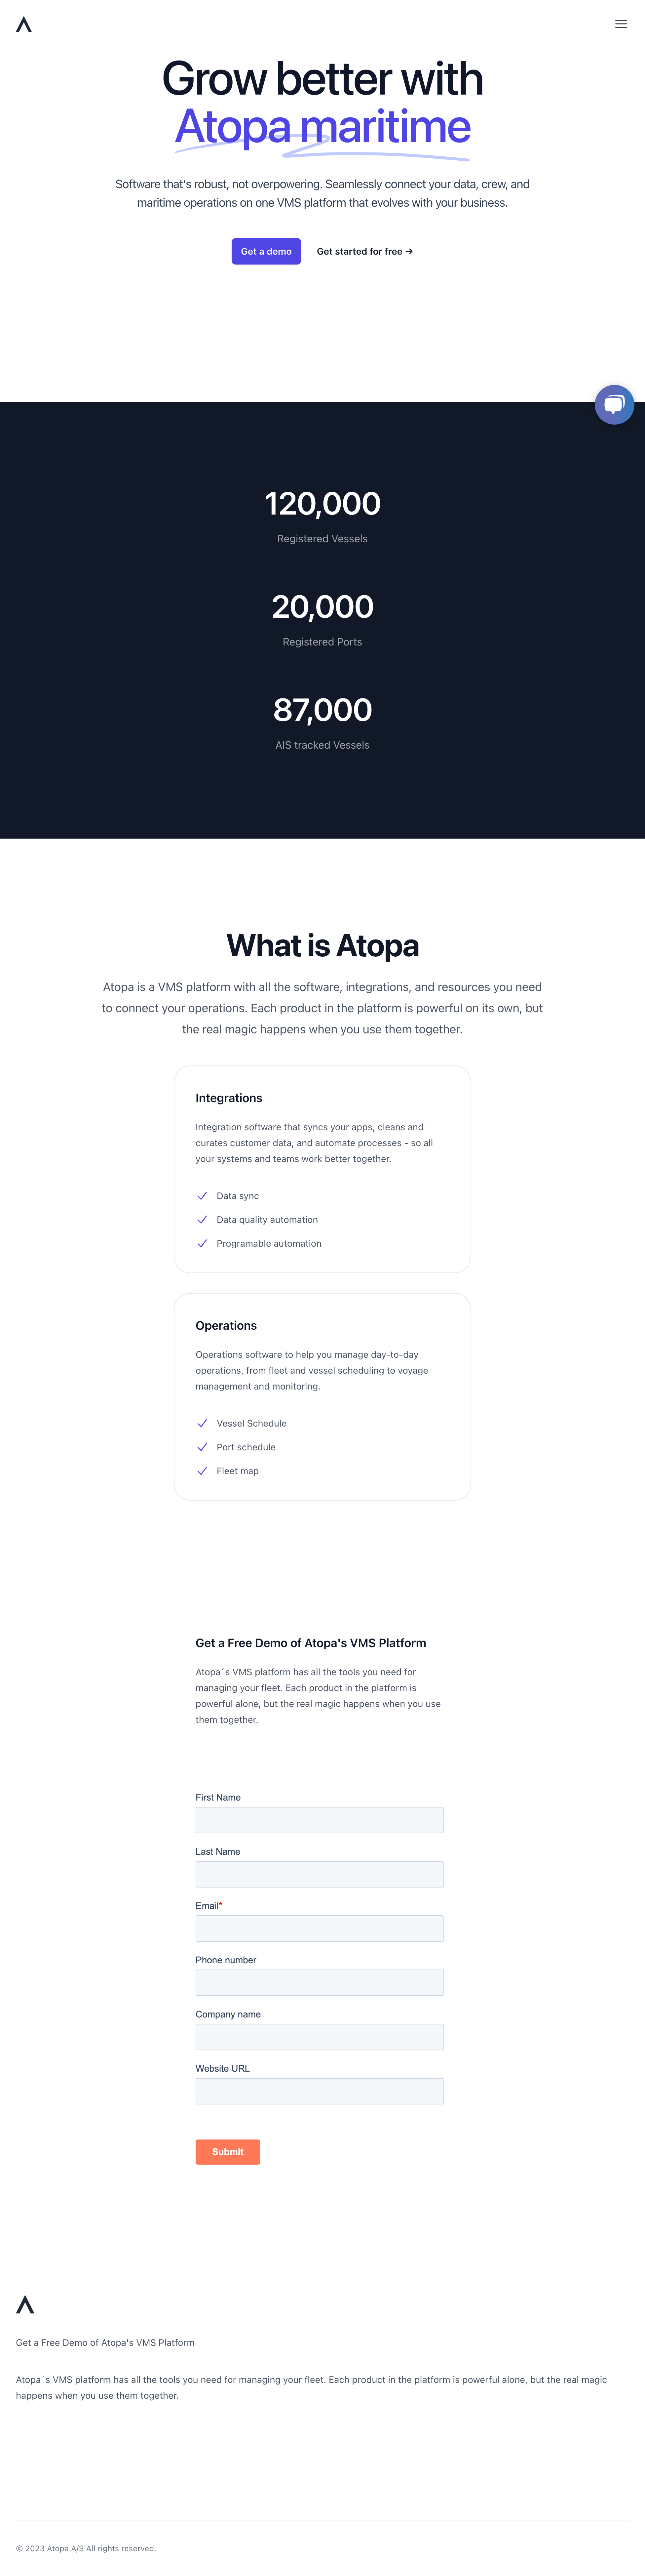 Grow better with
Atopa maritime
Software that's robust, not overpowering. Seamlessly connect your data, crew, and
maritime operations on one VMS platform that evolves with your business.
Get a demo
Get started for free →
120,000
Registered Vessels
20,000
Registered Ports
87,000
AIS tracked Vessels
What is Atopa
Atopa is a VMS platform with all the software, integrations, and resources you need
to connect your operations. Each product in the platform is powerful on its own, but
the real magic happens when you use them together.
Integrations
Integration software that syncs your apps, cleans and
curates customer data, and automate processes - so all
your systems and teams work better together.
Data sync
Data quality automation
Programable automation
Operations
Operations software to help you manage day-to-day
operations, from fleet and vessel scheduling to voyage
management and monitoring.
Vessel Schedule
Port schedule
Fleet map
Get a Free Demo of Atopa's VMS Platform
Atopa´s VMS platform has all the tools you need for
managing your fleet. Each product in the platform is
powerful alone, but the real magic happens when you use
them together.
First Name
Last Name
Email*
Phone number
Company name
Website URL
Submit
Get a Free Demo of Atopa's VMS Platform
Atopa´s VMS platform has all the tools you need for managing your fleet. Each product in the platform is powerful alone, but the real magic
happens when you use them together.
© 2023 Atopa A/S All rights reserved.